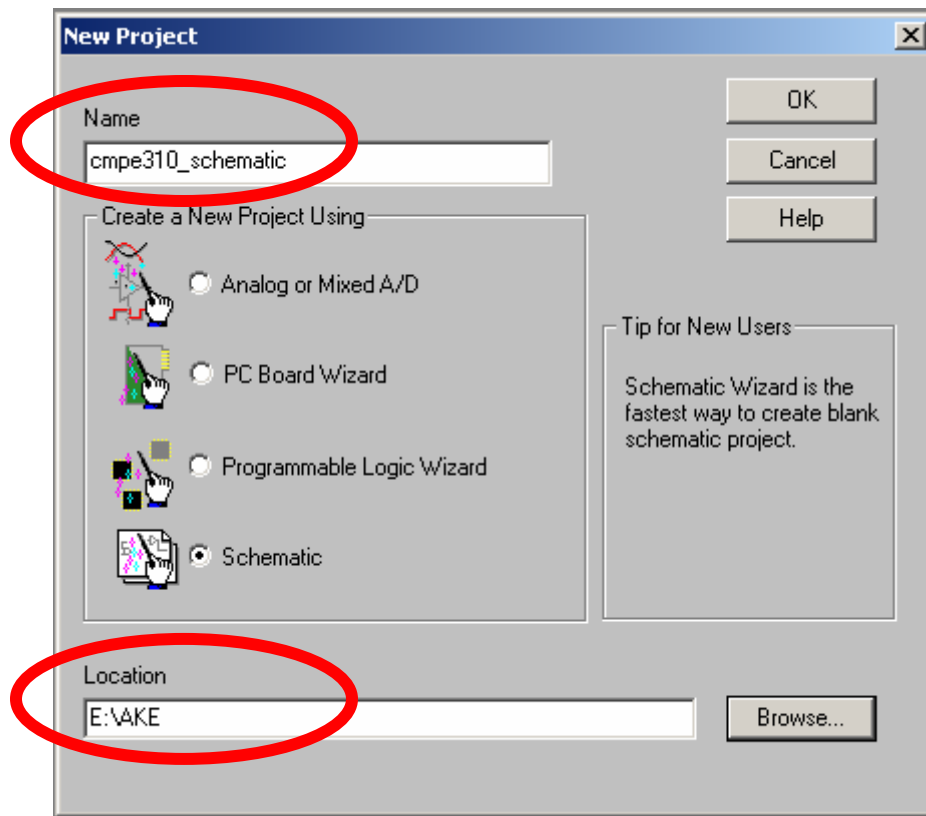 New Project
Name
cmpe310_schematic
OK
Cancel
Help
Create a New Project Using
Analog or Mixed A/D
PC Board Wizard
Programmable Logic Wizard
Schematic
Tip for New Users
Schematic Wizard is the
fastest way to create blank
schematic project.
Location
E:\AKE
Browse...